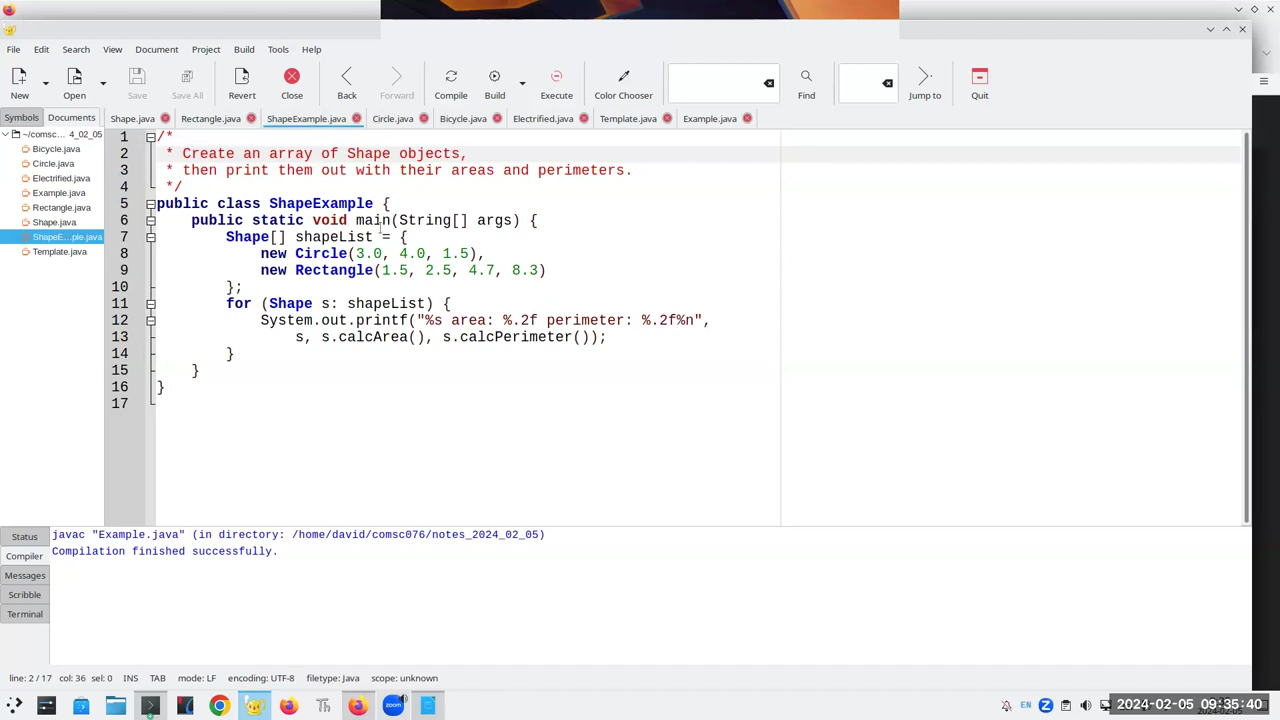 File Edit Search View Document Project Build Tools Help
New Open Save Save All Revert Close Back Forward Compile Build Execute Color Chooser Find Jump to Quit
Symbols Documents
Shape.java Rectangle.java ShapeExample.java Circle.java Bicycle.java Electrified.java Template.java Example.java
~/comsc... 4_02_05
Bicycle.java
Circle.java
Electrified.java
Example.java
Rectangle.java
Shape.java
ShapeE...ple.java
Template.java
1 /*
2 * Create an array of Shape objects,
3 * then print them out with their areas and perimeters.
4 */
5 public class ShapeExample {
6 public static void main(String[] args) {
7 Shape[] shapeList = {
8 new Circle(3.0, 4.0, 1.5),
9 new Rectangle(1.5, 2.5, 4.7, 8.3)
10 };
11 for (Shape s: shapeList) {
12 System.out.printf("%s area: %.2f perimeter: %.2f%n",
13 s, s.calcArea(), s.calcPerimeter());
14 }
15 }
16 }
17
Status
Compiler
Messages
Scribble
Terminal
javac "Example.java" (in directory: /home/david/comsc076/notes_2024_02_05)
Compilation finished successfully.
line: 2 / 17 col: 36 sel: 0 INS TAB mode: LF encoding: UTF-8 filetype: Java scope: unknown
Th zoom EN Z 2024-02-05 09:35:40